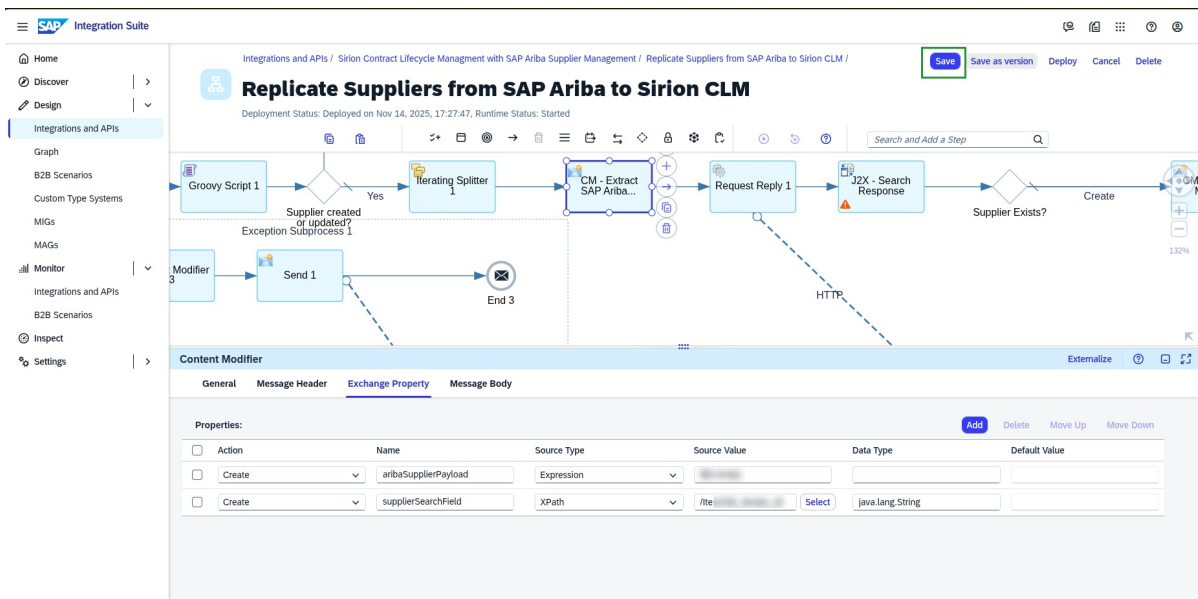 SAP Integration Suite
Home
Discover
Design
Integrations and APIs
Graph
B2B Scenarios
Custom Type Systems
MIGs
MAGs
Monitor
Integrations and APIs
B2B Scenarios
Inspect
Settings
Integrations and APIs / Sirion Contract Lifecycle Managment with SAP Ariba Supplier Management / Replicate Suppliers from SAP Ariba to Sirion CLM /
Save Save as version Deploy Cancel Delete
Replicate Suppliers from SAP Ariba to Sirion CLM
Deployment Status: Deployed on Nov 14, 2025, 17:27:47, Runtime Status: Started
Search and Add a Step
Groovy Script 1
Supplier created
or updated?
Yes
Iterating Splitter
1
CM - Extract
SAP Ariba...
Request Reply 1
J2X - Search
Response
Supplier Exists?
Create
132%
Exception Subprocess 1
Modifier
3
Send 1
End 3
HTTP
Content Modifier
Externalize
General Message Header Exchange Property Message Body
Properties:
Add Delete Move Up Move Down
Action Name Source Type Source Value Data Type Default Value
Create aribaSupplierPayload Expression
Create supplierSearchField XPath /Ite Select java.lang.String